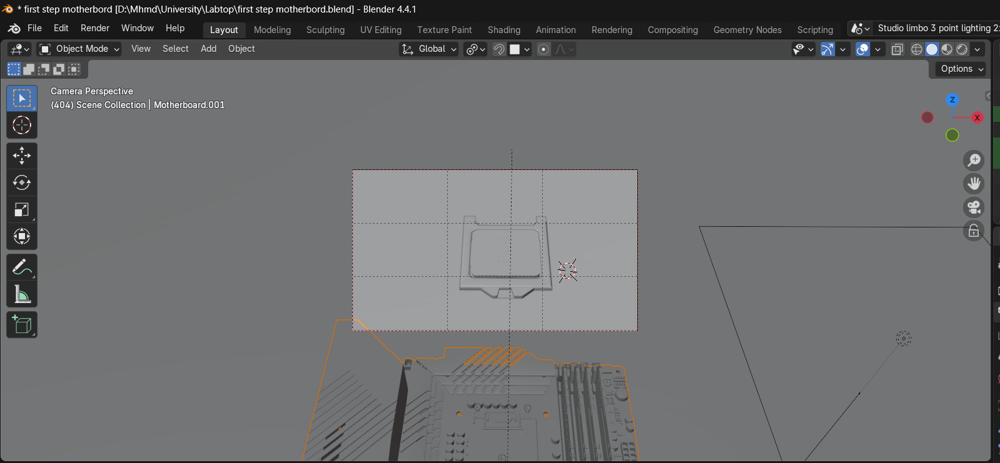 * first step motherbord [D:\Mhmd\University\Labtop\first step motherbord.blend] - Blender 4.4.1
File Edit Render Window Help Layout Modeling Sculpting UV Editing Texture Paint Shading Animation Rendering Compositing Geometry Nodes Scripting Studio limbo 3 point lighting 2
Object Mode View Select Add Object Global
Options
Camera Perspective
(404) Scene Collection | Motherboard.001
Z
X